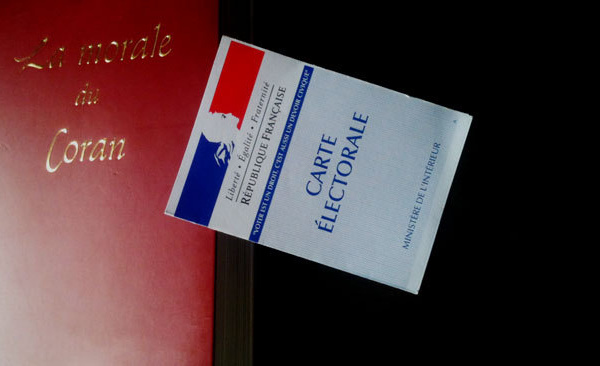 La morale
du
Coran
Liberté • Égalité • Fraternité
RÉPUBLIQUE FRANÇAISE
"VOTER EST UN DROIT, C'EST AUSSI UN DEVOIR CIVIQUE"
CARTE
ÉLECTORALE
MINISTÈRE DE L'INTÉRIEUR